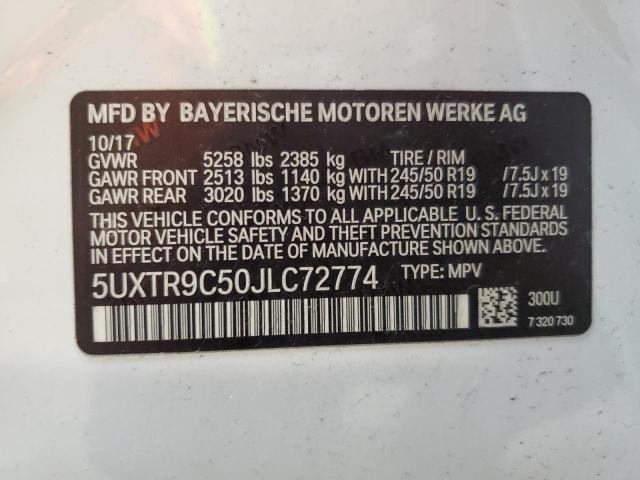 MFD BY BAYERISCHE MOTOREN WERKE AG
10/17
GVWR 5258 lbs 2385 kg TIRE / RIM
GAWR FRONT 2513 lbs 1140 kg WITH 245/50 R19 /7.5J x 19
GAWR REAR 3020 lbs 1370 kg WITH 245/50 R19 /7.5J x 19
THIS VEHICLE CONFORMS TO ALL APPLICABLE U. S. FEDERAL
MOTOR VEHICLE SAFETY AND THEFT PREVENTION STANDARDS
IN EFFECT ON THE DATE OF MANUFACTURE SHOWN ABOVE.
5UXTR9C50JLC72774 TYPE: MPV
300U
7 320 730